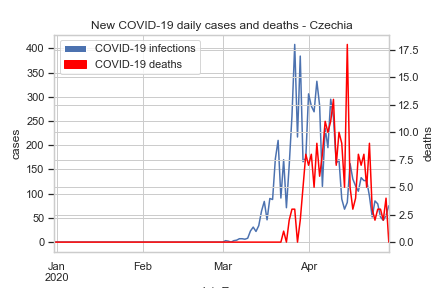 New COVID-19 daily cases and deaths - Czechia
COVID-19 infections
COVID-19 deaths
400
350
300
250
200
150
100
50
0
cases
17.5
15.0
12.5
10.0
7.5
5.0
2.5
0.0
deaths
Jan
2020
Feb
Mar
Apr